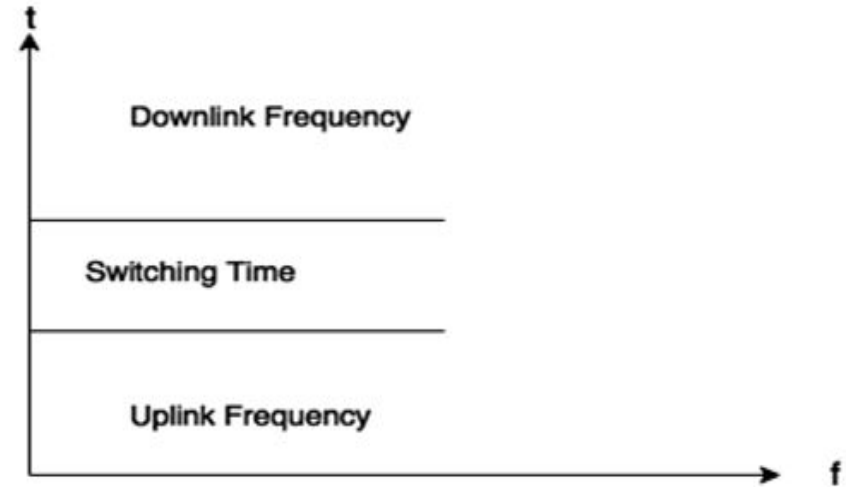 t
Downlink Frequency
Switching Time
Uplink Frequency
f